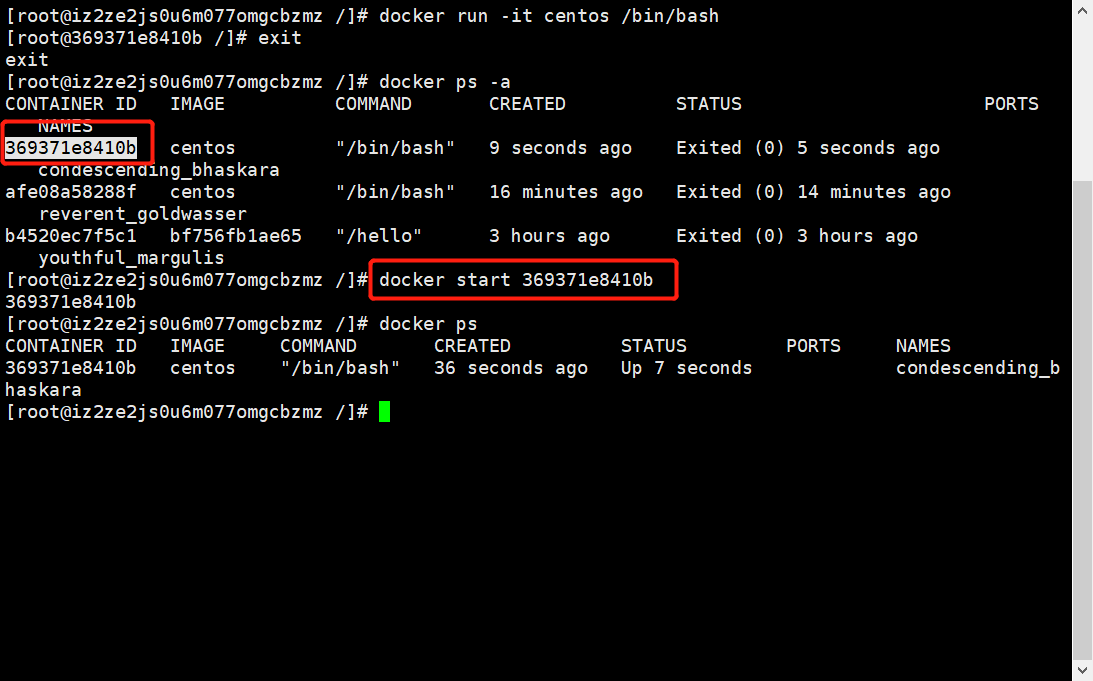 [root@iz2ze2js0u6m077omgcbzmz /]# docker run -it centos /bin/bash
[root@369371e8410b /]# exit
exit
[root@iz2ze2js0u6m077omgcbzmz /]# docker ps -a
CONTAINER ID   IMAGE          COMMAND       CREATED          STATUS                      PORTS
   NAMES
369371e8410b   centos         "/bin/bash"   9 seconds ago    Exited (0) 5 seconds ago
   condescending_bhaskara
afe08a58288f   centos         "/bin/bash"   16 minutes ago   Exited (0) 14 minutes ago
   reverent_goldwasser
b4520ec7f5c1   bf756fb1ae65   "/hello"      3 hours ago      Exited (0) 3 hours ago
   youthful_margulis
[root@iz2ze2js0u6m077omgcbzmz /]# docker start 369371e8410b
369371e8410b
[root@iz2ze2js0u6m077omgcbzmz /]# docker ps
CONTAINER ID   IMAGE     COMMAND       CREATED          STATUS         PORTS     NAMES
369371e8410b   centos    "/bin/bash"   36 seconds ago   Up 7 seconds             condescending_b
haskara
[root@iz2ze2js0u6m077omgcbzmz /]#